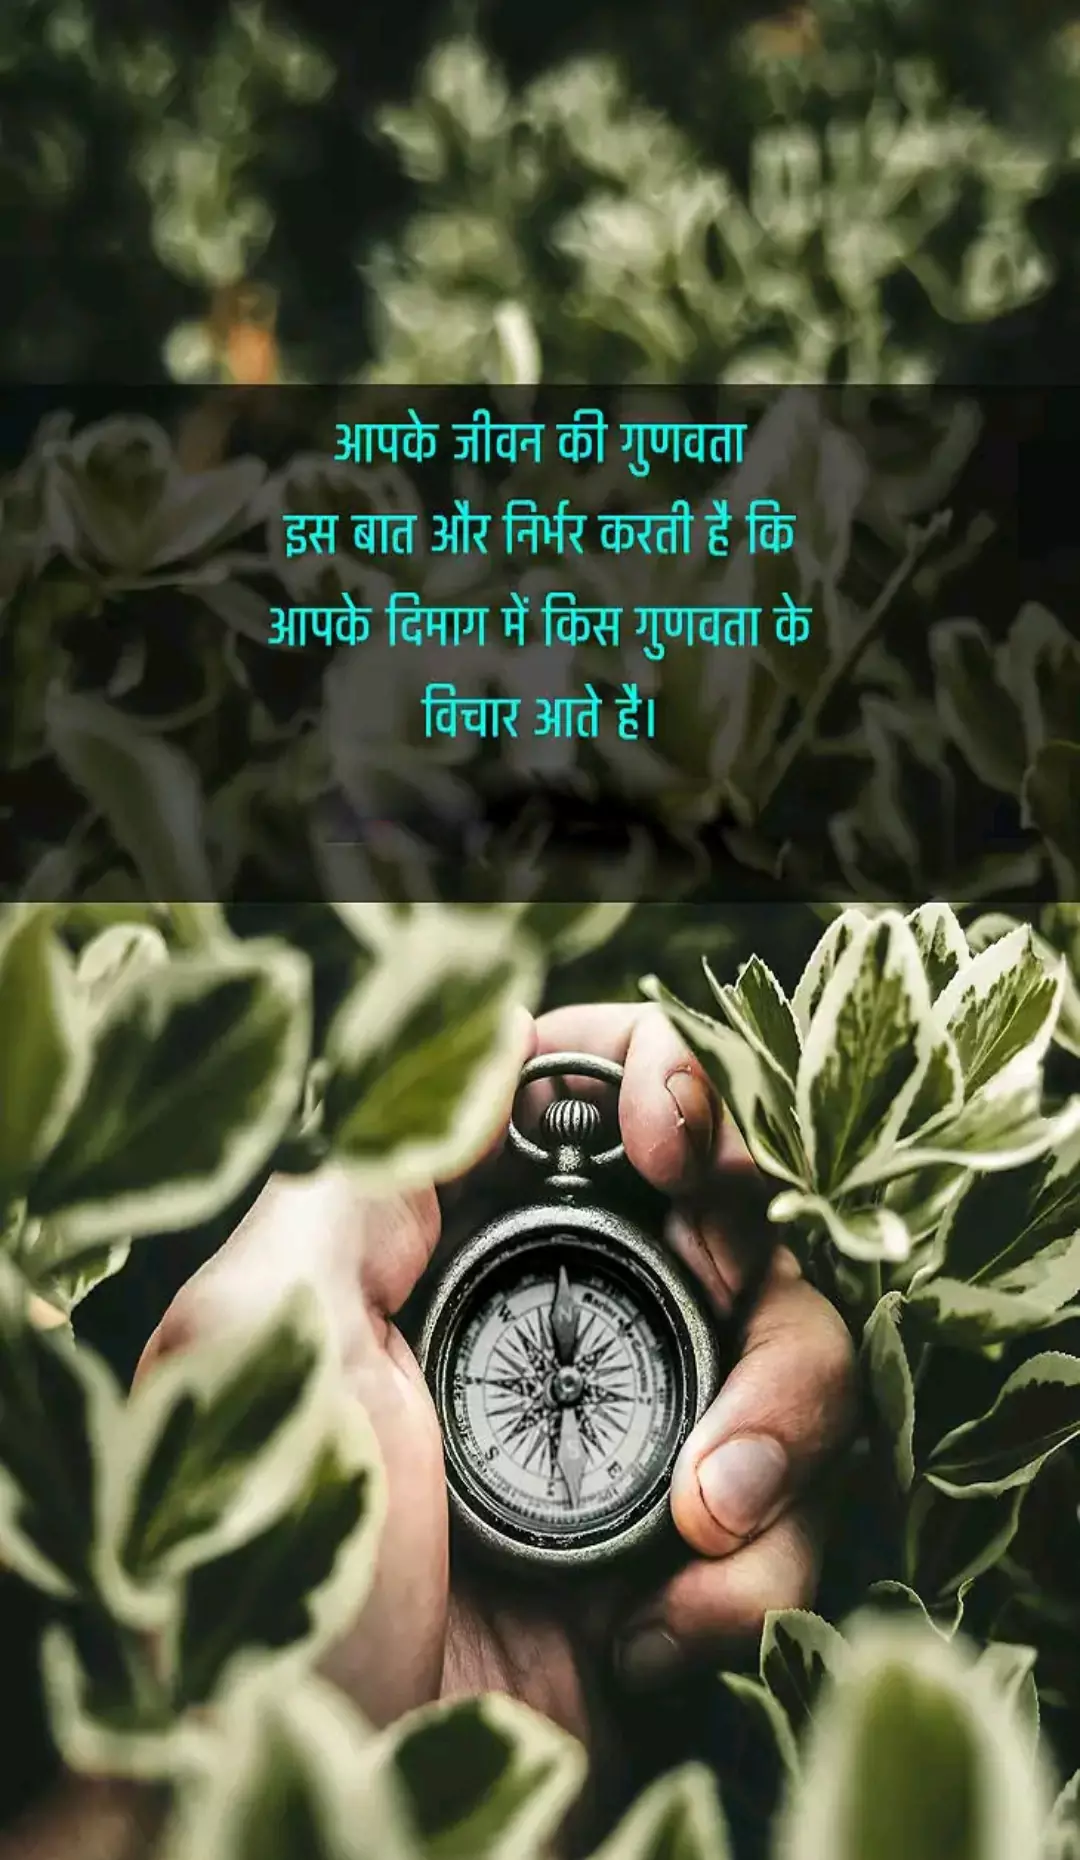 आपके जीवन की गुणवता
इस बात और निर्भर करती है कि
आपके दिमाग में किस गुणवता के
विचार आते है।
N
W
S
E